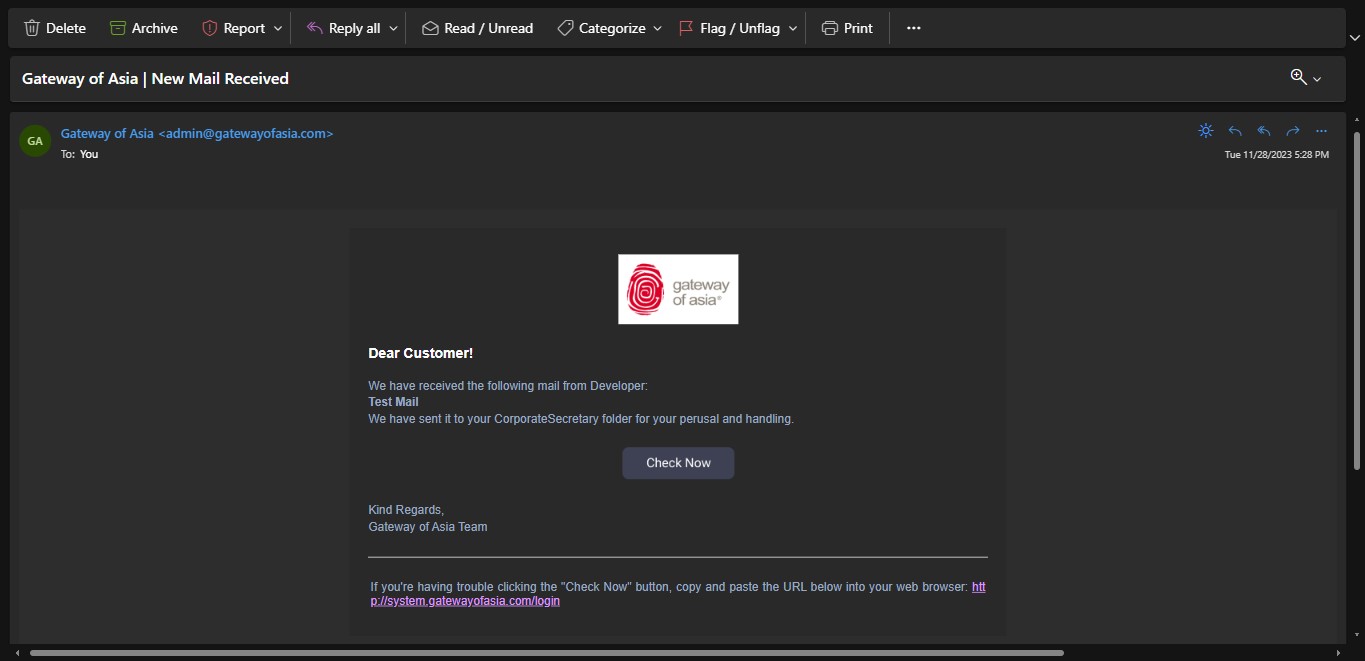 Delete Archive Report Reply all Read / Unread Categorize Flag / Unflag Print
Gateway of Asia | New Mail Received
GA
Gateway of Asia <admin@gatewayofasia.com>
To: You
Tue 11/28/2023 5:28 PM
gateway
of asia®
Dear Customer!
We have received the following mail from Developer:
Test Mail
We have sent it to your CorporateSecretary folder for your perusal and handling.
Check Now
Kind Regards,
Gateway of Asia Team
If you're having trouble clicking the "Check Now" button, copy and paste the URL below into your web browser: htt
p://system.gatewayofasia.com/login